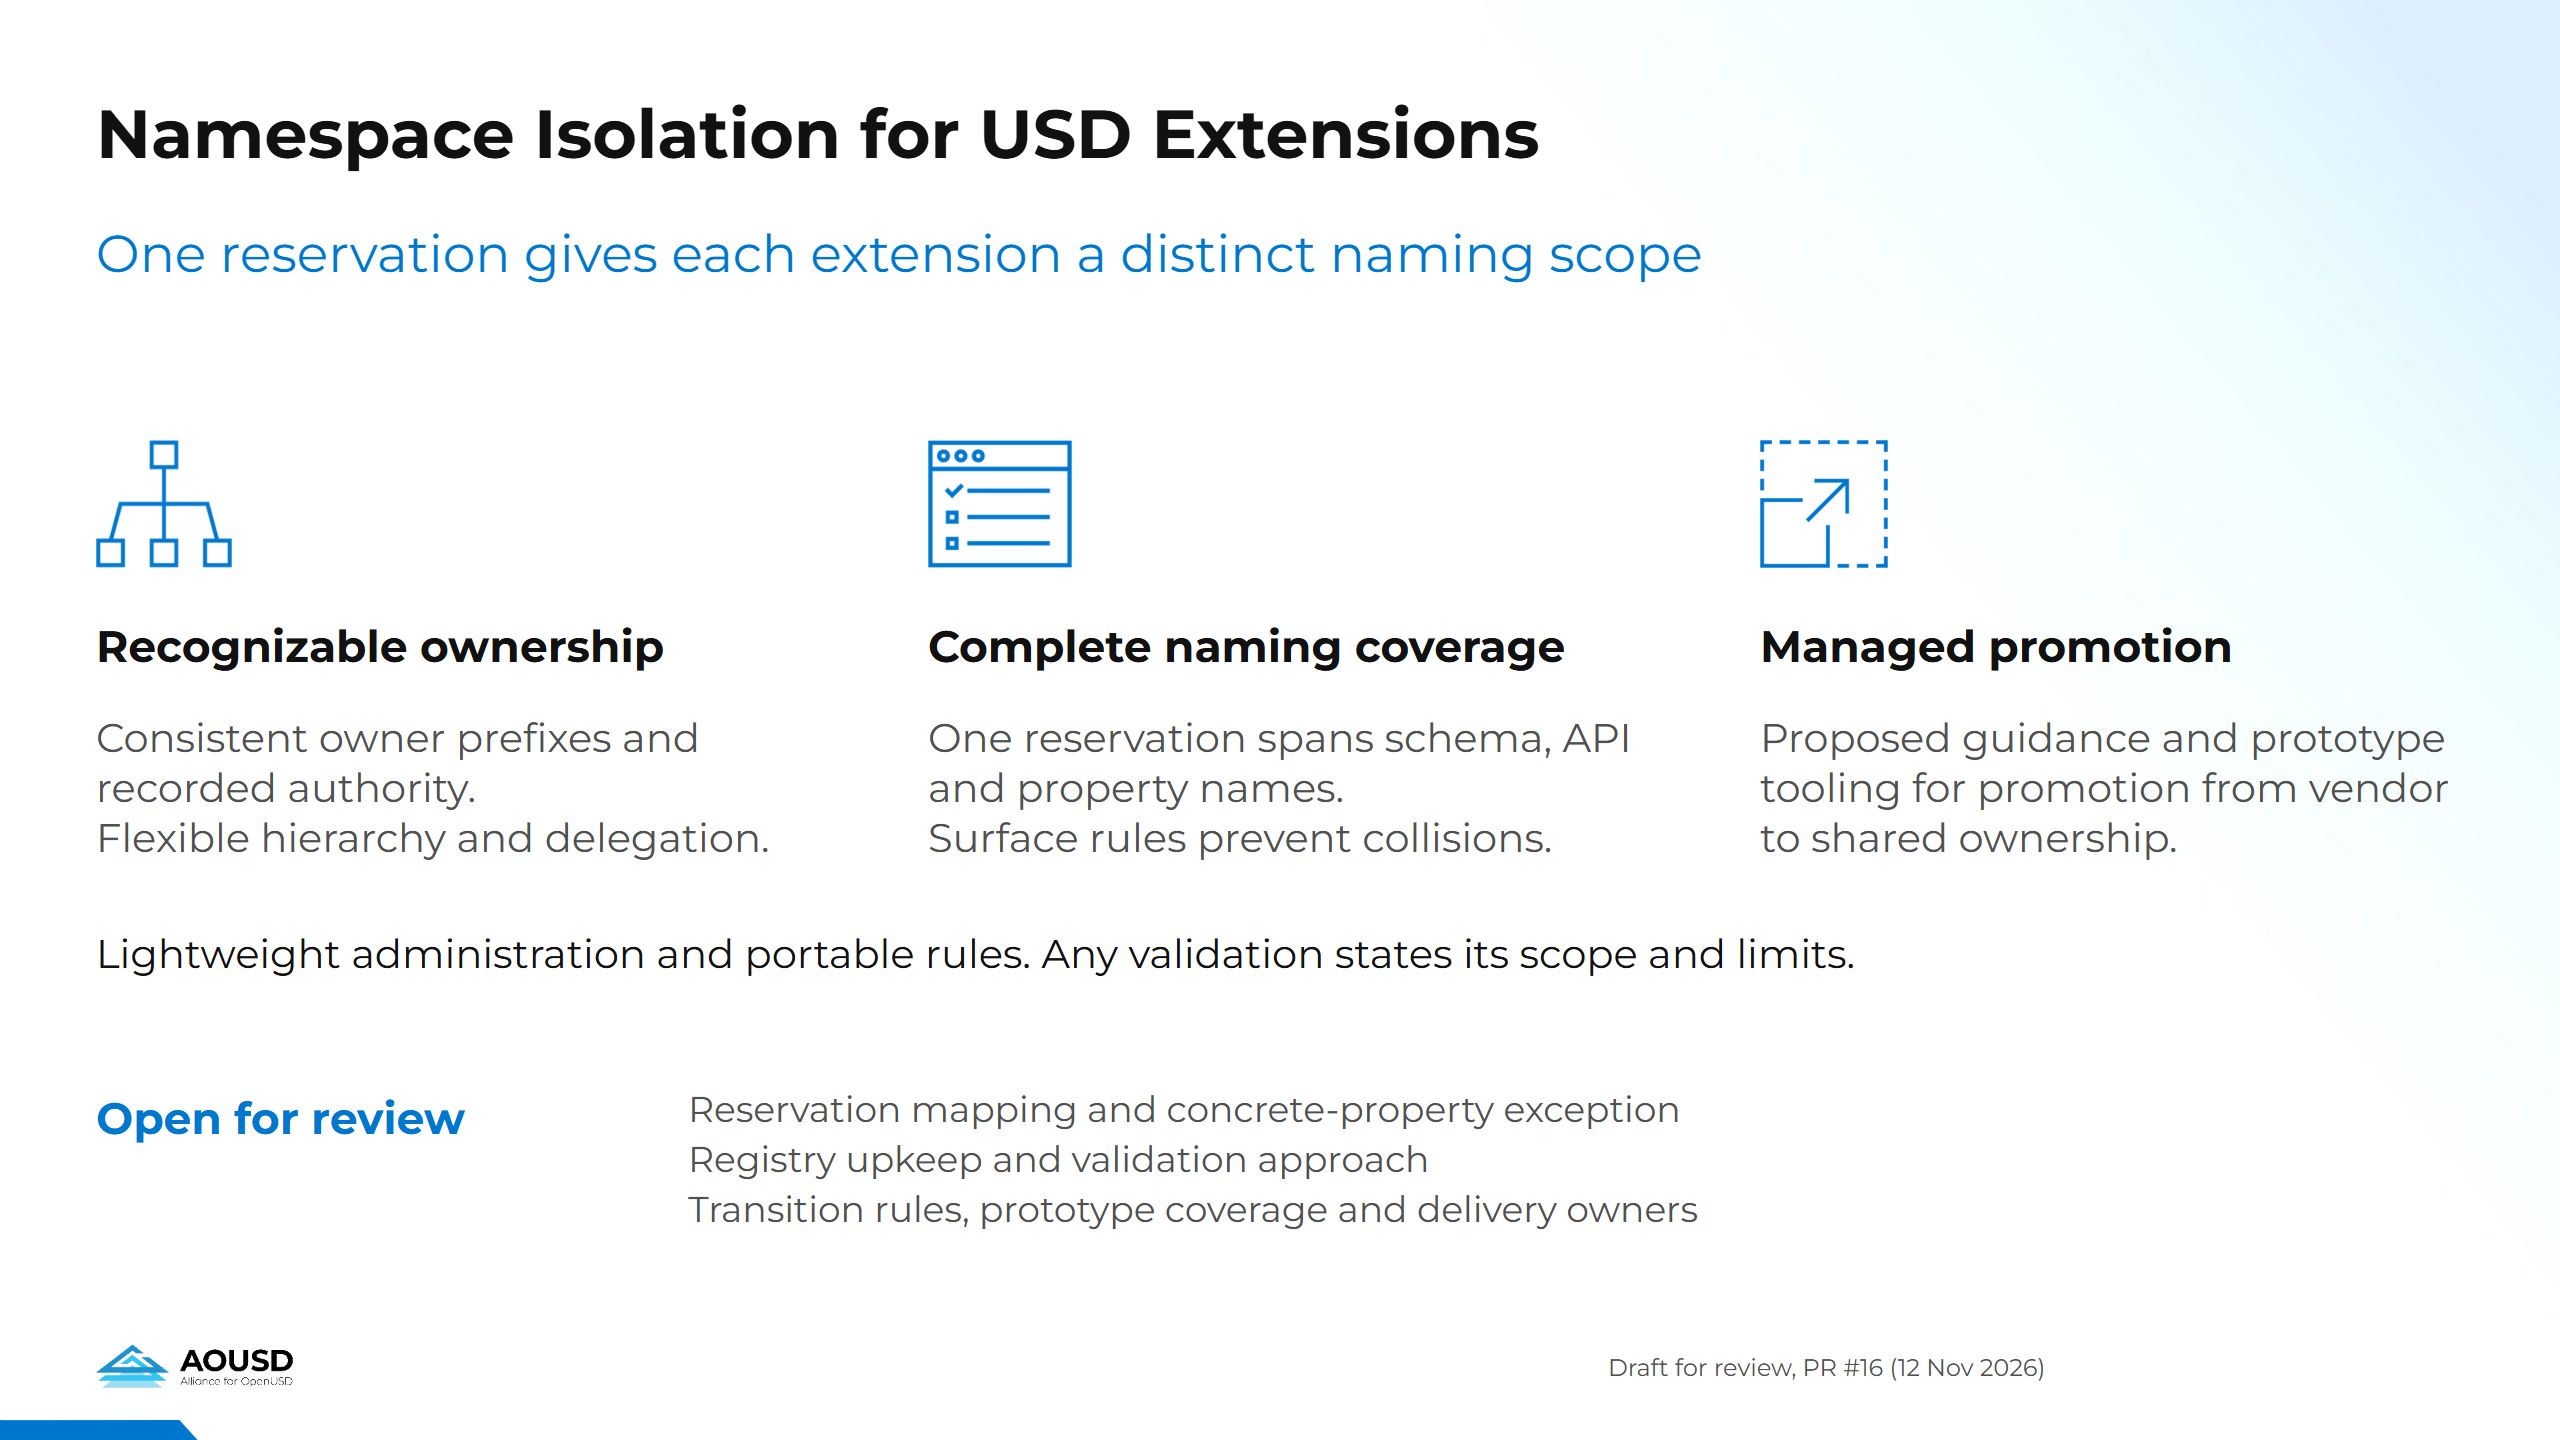 Namespace Isolation for USD Extensions
One reservation gives each extension a distinct naming scope
Recognizable ownership
Consistent owner prefixes and
recorded authority.
Flexible hierarchy and delegation.
Complete naming coverage
One reservation spans schema, API
and property names.
Surface rules prevent collisions.
Managed promotion
Proposed guidance and prototype
tooling for promotion from vendor
to shared ownership.
Lightweight administration and portable rules. Any validation states its scope and limits.
Open for review
Reservation mapping and concrete-property exception
Registry upkeep and validation approach
Transition rules, prototype coverage and delivery owners
AOUSD
Alliance for OpenUSD
Draft for review, PR #16 (12 Nov 2026)